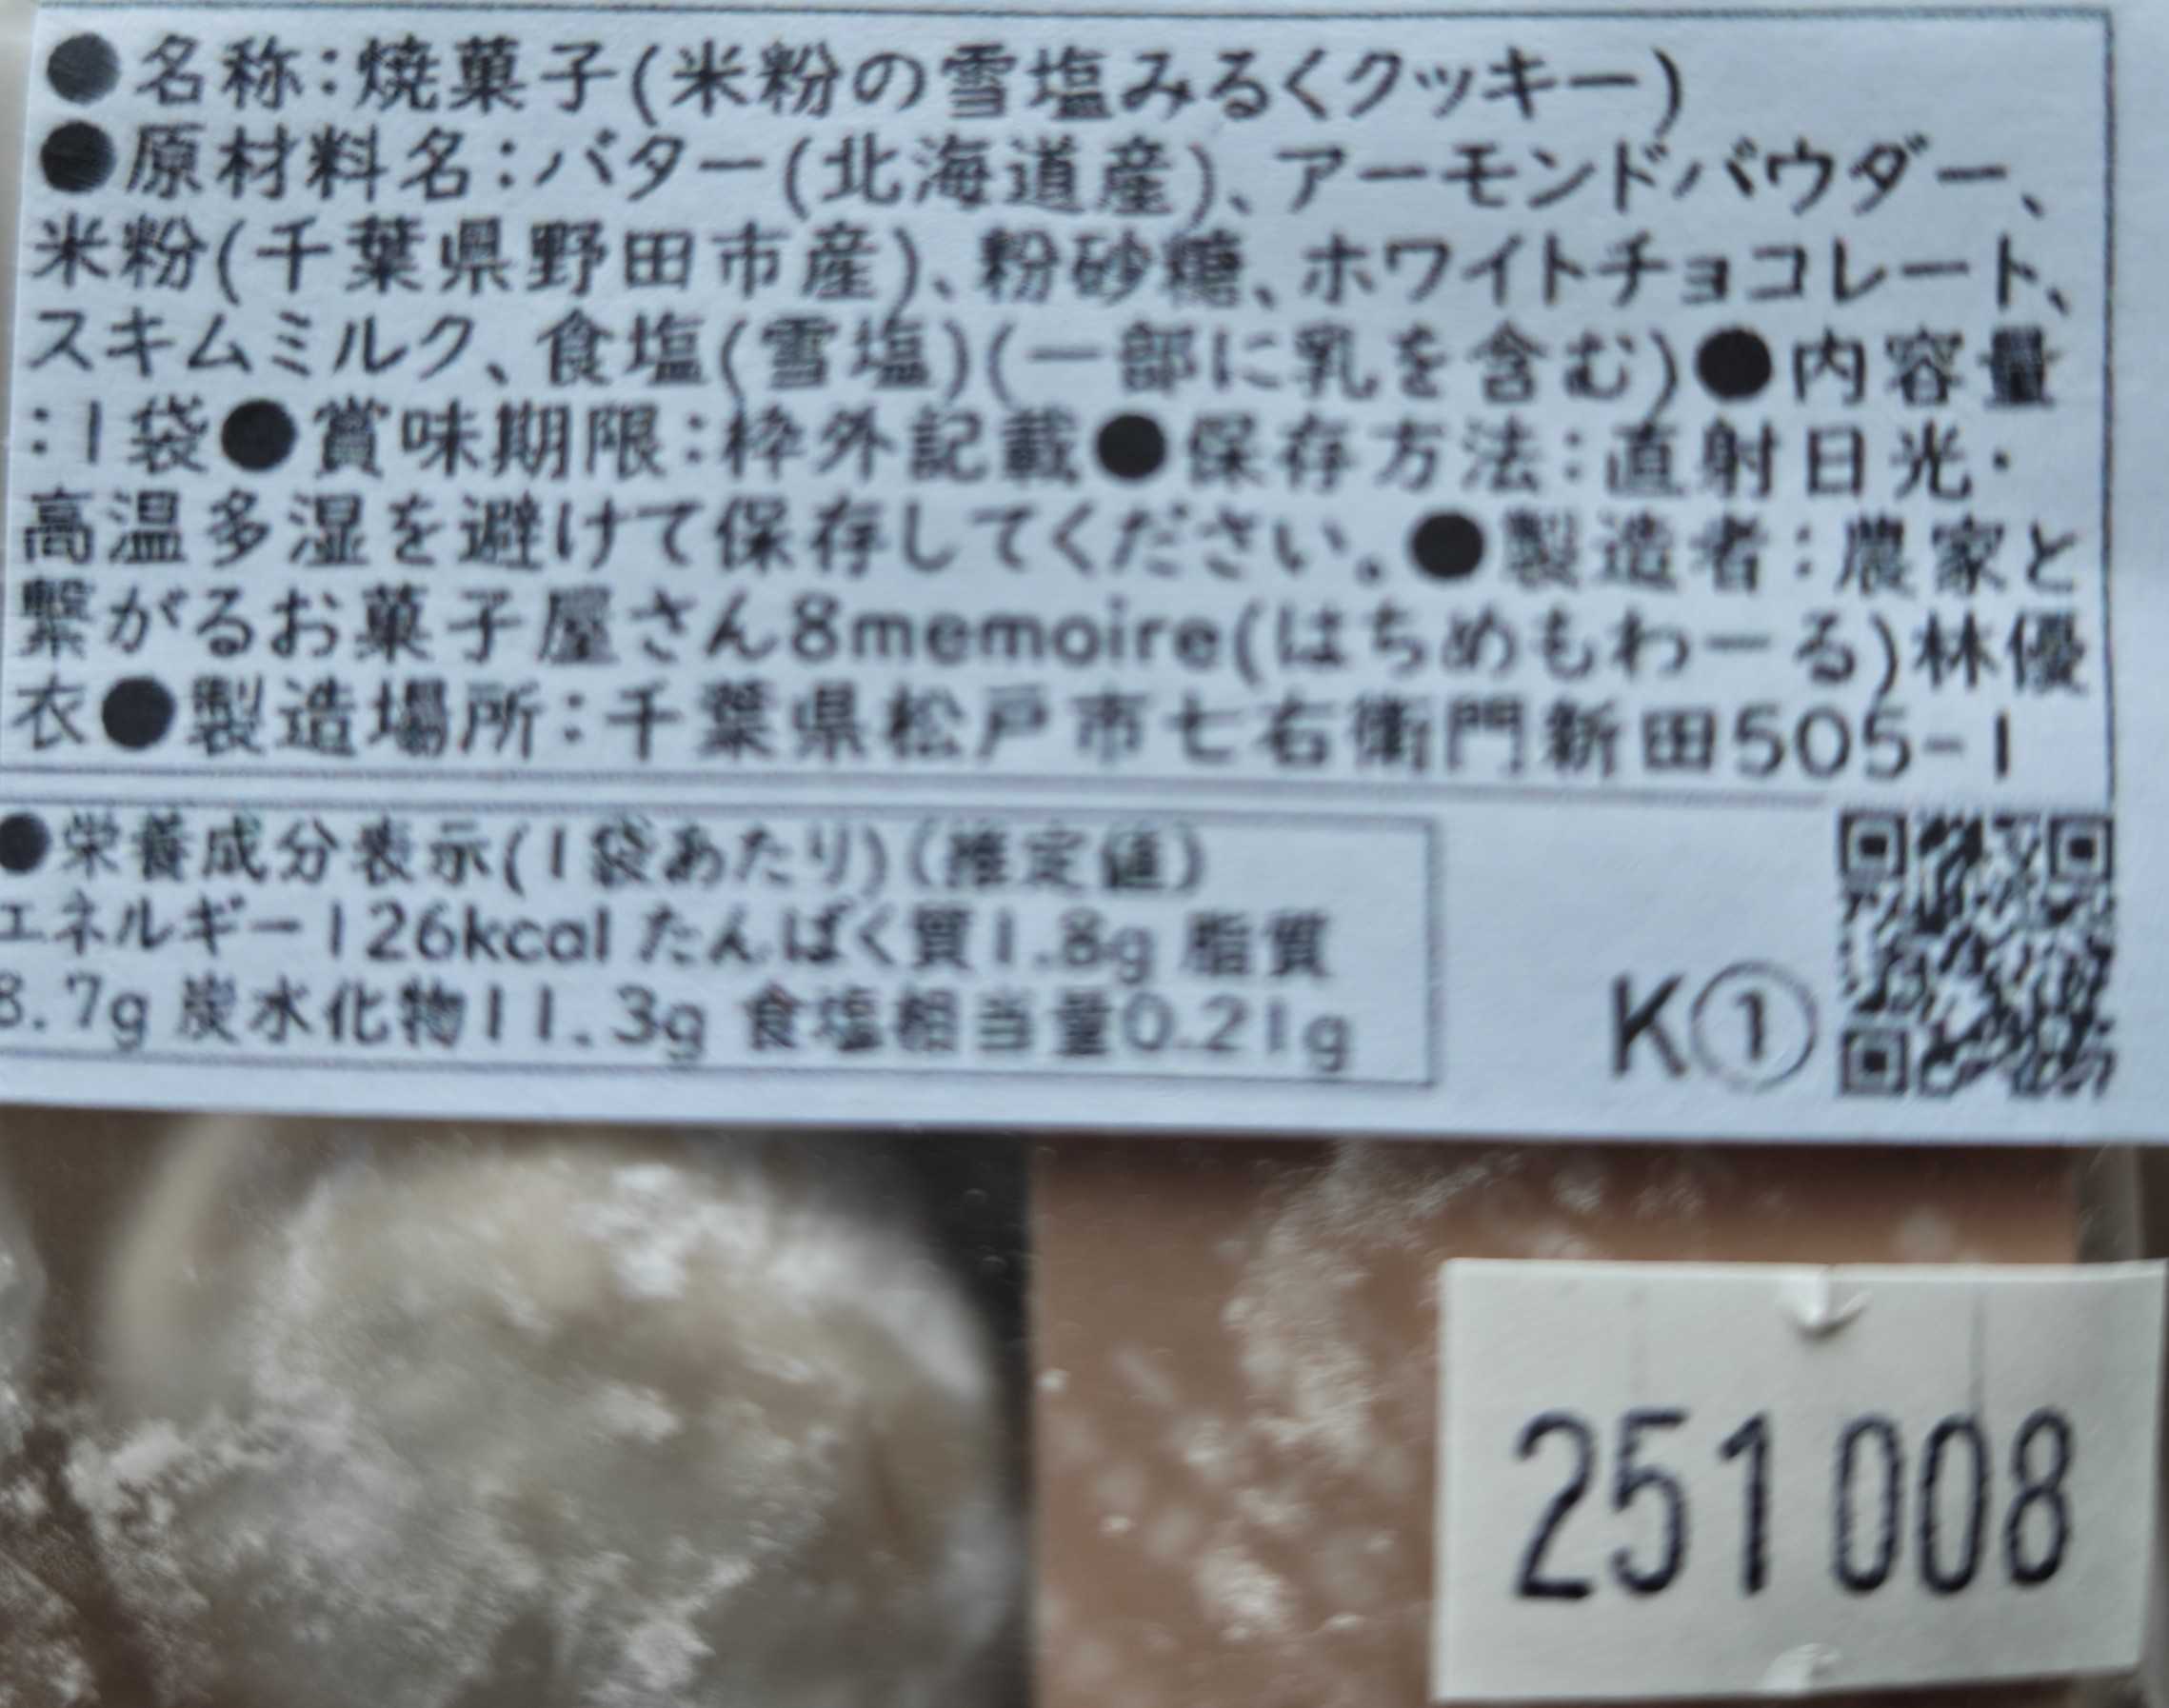 ●名称:焼菓子(米粉の雪塩みるくクッキー)
●原材料名:バター(北海道産)、アーモンドパウダー、
米粉(千葉県野田市産)、粉砂糖、ホワイトチョコレート、
スキムミルク、食塩(雪塩)(一部に乳を含む)●内容量
:1袋●賞味期限:枠外記載●保存方法:直射日光・
高温多湿を避けて保存してください。●製造者:農家と
繋がるお菓子屋さん8memoire(はちめもわーる)林優
衣●製造場所:千葉県松戸市七右衛門新田505-1
●栄養成分表示(1袋あたり)(推定値)
エネルギー126kcal たんぱく質1.8g 脂質
8.7g 炭水化物11.3g 食塩相当量0.21g
K①
251008